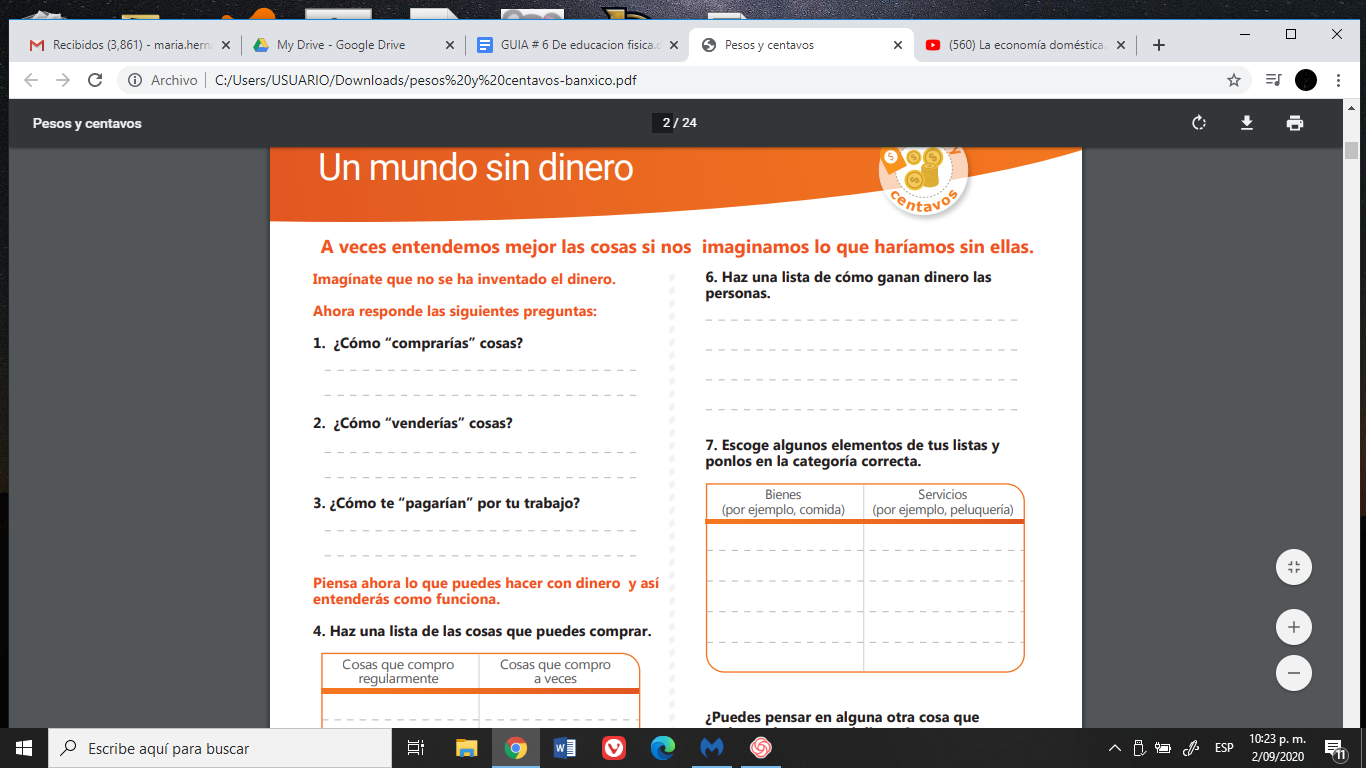 Recibidos (3,861) - maria.hern
My Drive - Google Drive
GUIA # 6 De educacion fisica.
Pesos y centavos
(560) La economía doméstica.
Archivo
C:/Users/USUARIO/Downloads/pesos%20y%20centavos-banxico.pdf
Pesos y centavos
2 / 24
Un mundo sin dinero
y
centavos
A veces entendemos mejor las cosas si nos imaginamos lo que haríamos sin ellas.
Imagínate que no se ha inventado el dinero.
Ahora responde las siguientes preguntas:
1. ¿Cómo “comprarías” cosas?
2. ¿Cómo “venderías” cosas?
3. ¿Cómo te “pagarían” por tu trabajo?
Piensa ahora lo que puedes hacer con dinero y así
entenderás como funciona.
4. Haz una lista de las cosas que puedes comprar.
Cosas que compro
regularmente
Cosas que compro
a veces
6. Haz una lista de cómo ganan dinero las
personas.
7. Escoge algunos elementos de tus listas y
ponlos en la categoría correcta.
Bienes
(por ejemplo, comida)
Servicios
(por ejemplo, peluquería)
¿Puedes pensar en alguna otra cosa que
Escribe aquí para buscar
ESP
10:23 p. m.
2/09/2020
11